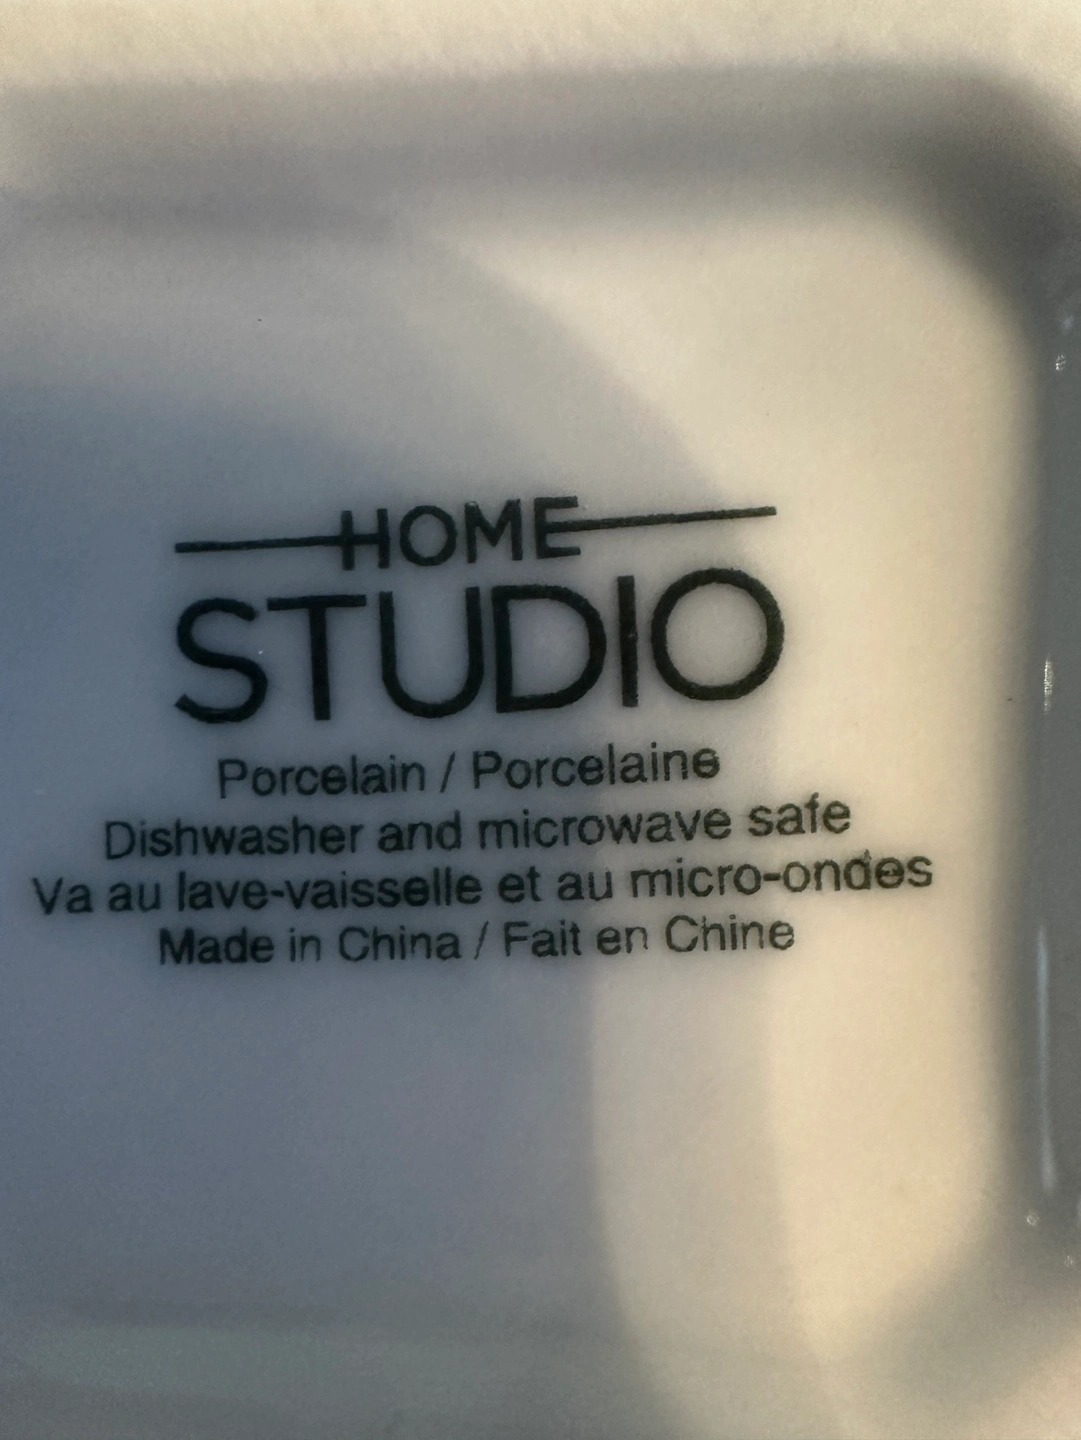 HOME
STUDIO
Porcelain / Porcelaine
Dishwasher and microwave safe
Va au lave-vaisselle et au micro-ondes
Made in China / Fait en Chine